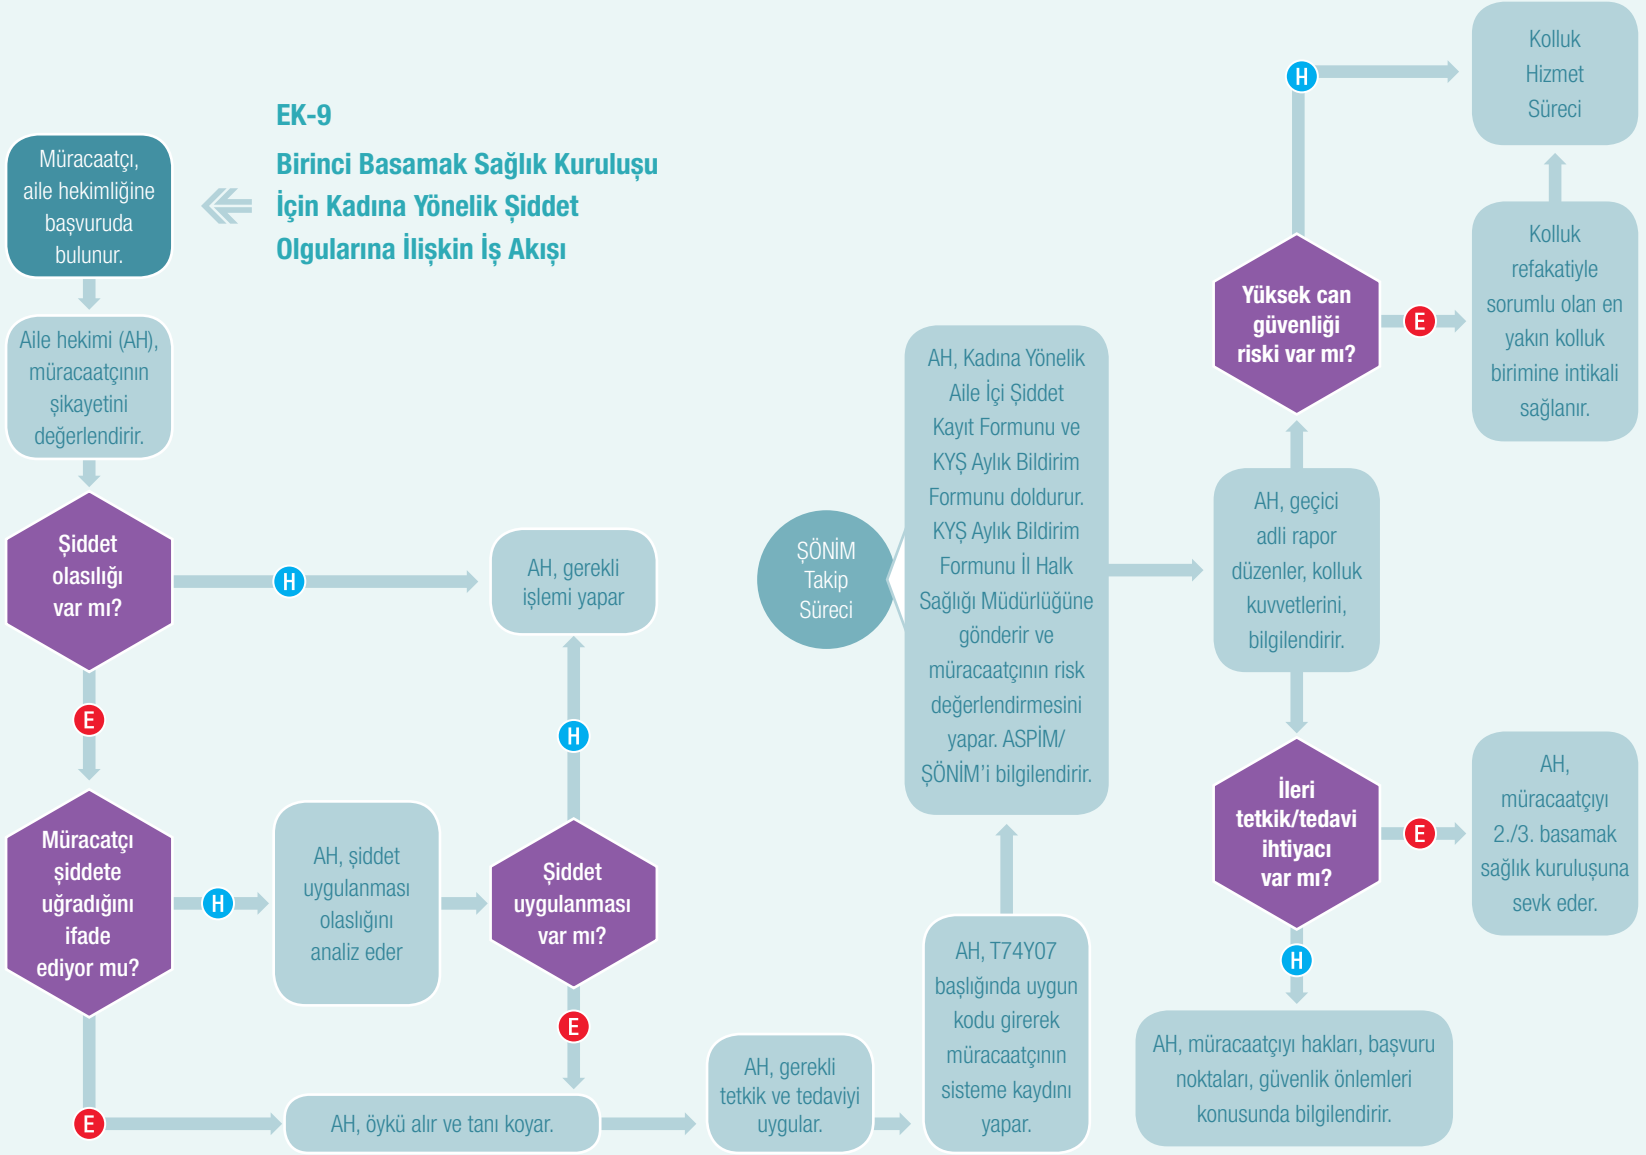 EK-9
Birinci Basamak Sağlık Kuruluşu
İçin Kadına Yönelik Şiddet
Olgularına İlişkin İş Akışı
Müracaatçı,
aile hekimliğine
başvuruda
bulunur.
Aile hekimi (AH),
müracaatçının
şikayetini
değerlendirir.
Şiddet
olasılığı
var mı?
H
AH, gerekli
işlemi yapar
E
Müracatçı
şiddete
uğradığını
ifade
ediyor mu?
H
AH, şiddet
uygulanması
olaslığını
analiz eder
Şiddet
uygulanması
var mı?
H
E
E
AH, öykü alır ve tanı koyar.
AH, gerekli
tetkik ve tedaviyi
uygular.
AH, T74Y07
başlığında uygun
kodu girerek
müracaatçının
sisteme kaydını
yapar.
ŞÖNİM
Takip
Süreci
AH, Kadına Yönelik
Aile İçi Şiddet
Kayıt Formunu ve
KYŞ Aylık Bildirim
Formunu doldurur.
KYŞ Aylık Bildirim
Formunu İl Halk
Sağlığı Müdürlüğüne
gönderir ve
müracaatçının risk
değerlendirmesini
yapar. ASPİM/
ŞÖNİM'i bilgilendirir.
AH, geçici
adli rapor
düzenler, kolluk
kuvvetlerini,
bilgilendirir.
Yüksek can
güvenliği
riski var mı?
H
Kolluk
Hizmet
Süreci
E
Kolluk
refakatiyle
sorumlu olan en
yakın kolluk
birimine intikali
sağlanır.
İleri
tetkik/tedavi
ihtiyacı
var mı?
E
AH,
müracaatçıyı
2./3. basamak
sağlık kuruluşuna
sevk eder.
H
AH, müracaatçıyı hakları, başvuru
noktaları, güvenlik önlemleri
konusunda bilgilendirir.